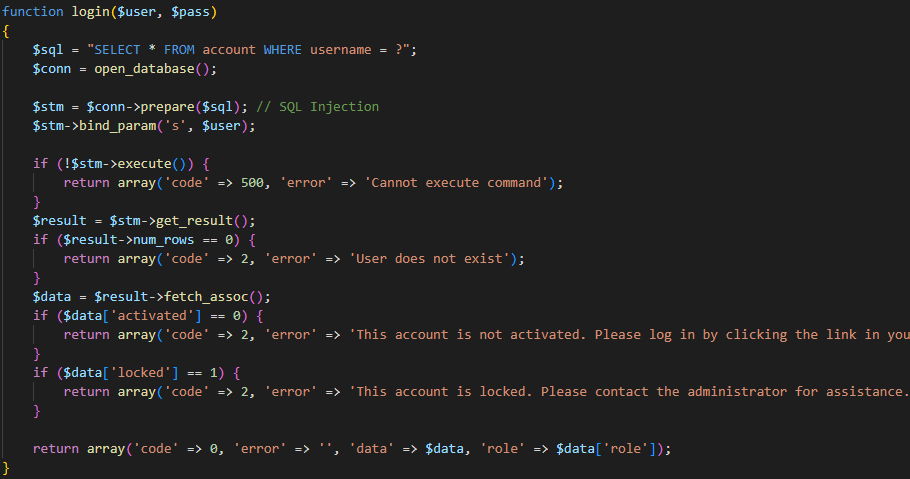 function login($user, $pass)
{
    $sql = "SELECT * FROM account WHERE username = ?";
    $conn = open_database();

    $stm = $conn->prepare($sql); // SQL Injection
    $stm->bind_param('s', $user);

    if (!$stm->execute()) {
        return array('code' => 500, 'error' => 'Cannot execute command');
    }
    $result = $stm->get_result();
    if ($result->num_rows == 0) {
        return array('code' => 2, 'error' => 'User does not exist');
    }
    $data = $result->fetch_assoc();
    if ($data['activated'] == 0) {
        return array('code' => 2, 'error' => 'This account is not activated. Please log in by clicking the link in you
    }
    if ($data['locked'] == 1) {
        return array('code' => 2, 'error' => 'This account is locked. Please contact the administrator for assistance.
    }

    return array('code' => 0, 'error' => '', 'data' => $data, 'role' => $data['role']);
}